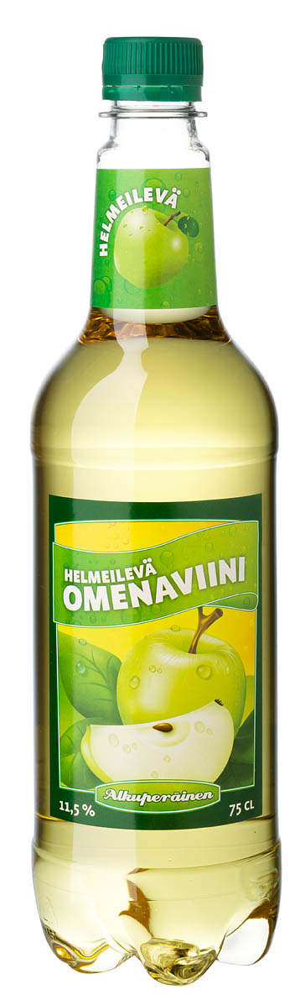 HELMEILEVÄ
HELMEILEVÄ
OMENAVIINI
Alkuperäinen
11,5 %
75 CL